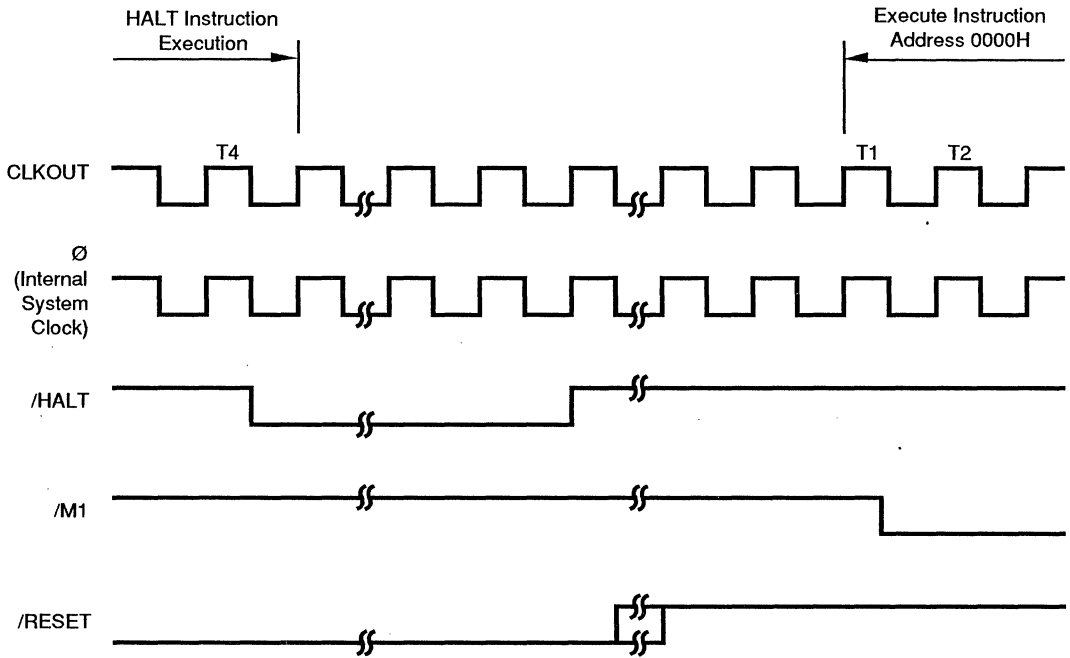 HALT Instruction
Execution
Execute Instruction
Address 0000H
T4
T1
T2
CLKOUT
Ø
(Internal
System
Clock)
/HALT
/M1
/RESET